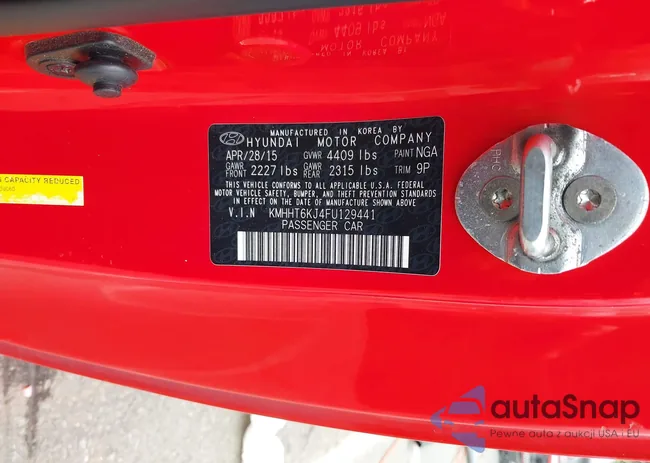 MANUFACTURED IN KOREA BY
HYUNDAI MOTOR COMPANY
APR/28/15 GVWR 4409 lbs PAINT NGA
GAWR FRONT 2227 lbs GAWR REAR 2315 lbs TRIM 9P
THIS VEHICLE CONFORMS TO ALL APPLICABLE U.S.A. FEDERAL
MOTOR VEHICLE SAFETY, BUMPER, AND THEFT PREVENTION STANDARDS
IN EFFECT ON THE DATE OF MANUFACTURE SHOWN ABOVE.
V.I.N KMHHT6KJ4FU129441
PASSENGER CAR
CAPACITY REDUCED
PHC
autaSnap
Pewne auta z aukcji USA i EU